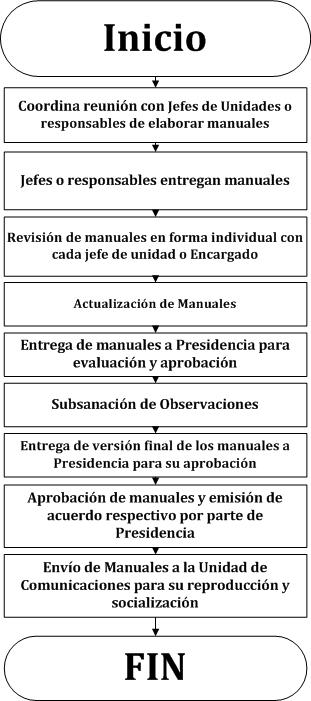 Inicio
Coordina reunión con Jefes de Unidades o
responsables de elaborar manuales
Jefes o responsables entregan manuales
Revisión de manuales en forma individual con
cada jefe de unidad o Encargado
Actualización de Manuales
Entrega de manuales a Presidencia para
evaluación y aprobación
Subsanación de Observaciones
Entrega de versión final de los manuales a
Presidencia para su aprobación
Aprobación de manuales y emisión de
acuerdo respectivo por parte de
Presidencia
Envío de Manuales a la Unidad de
Comunicaciones para su reproducción y
socialización
FIN